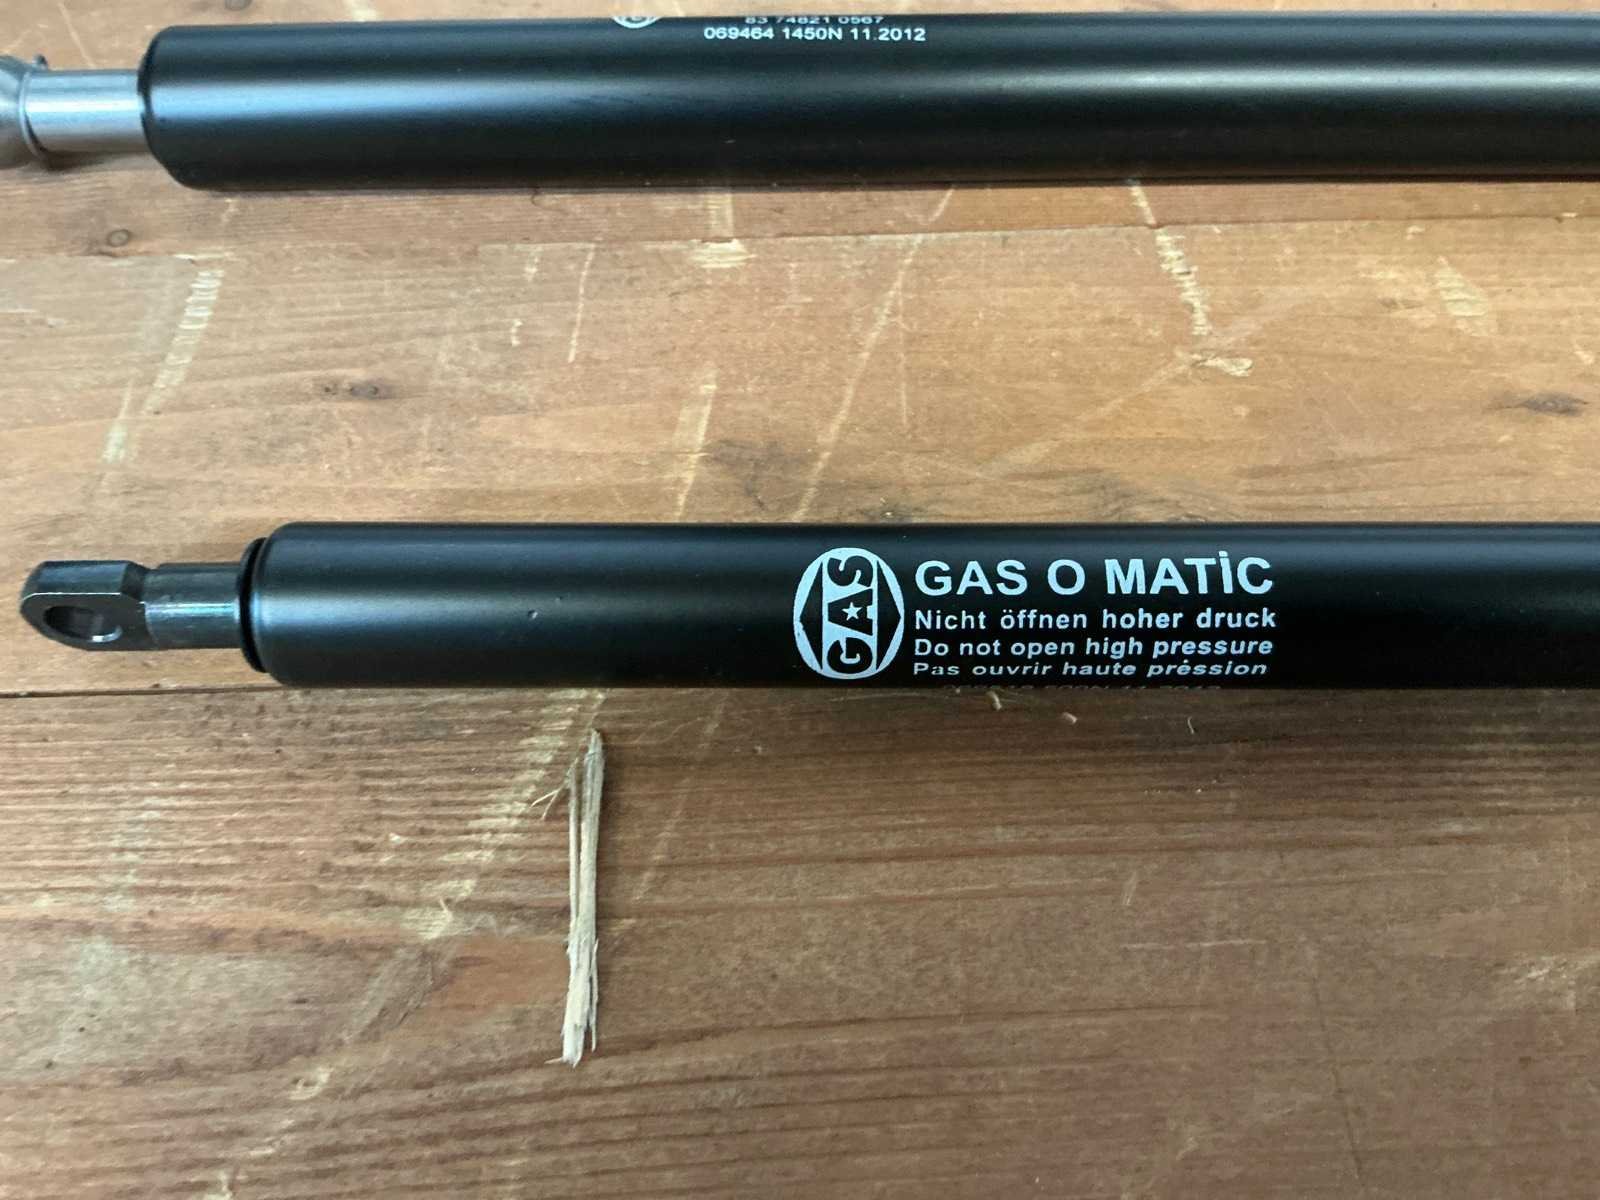 83 74821 0567
069464 1450N 11.2012
GAS
GAS O MATİC
Nicht öffnen hoher druck
Do not open high pressure
Pas ouvrir haute prėssion